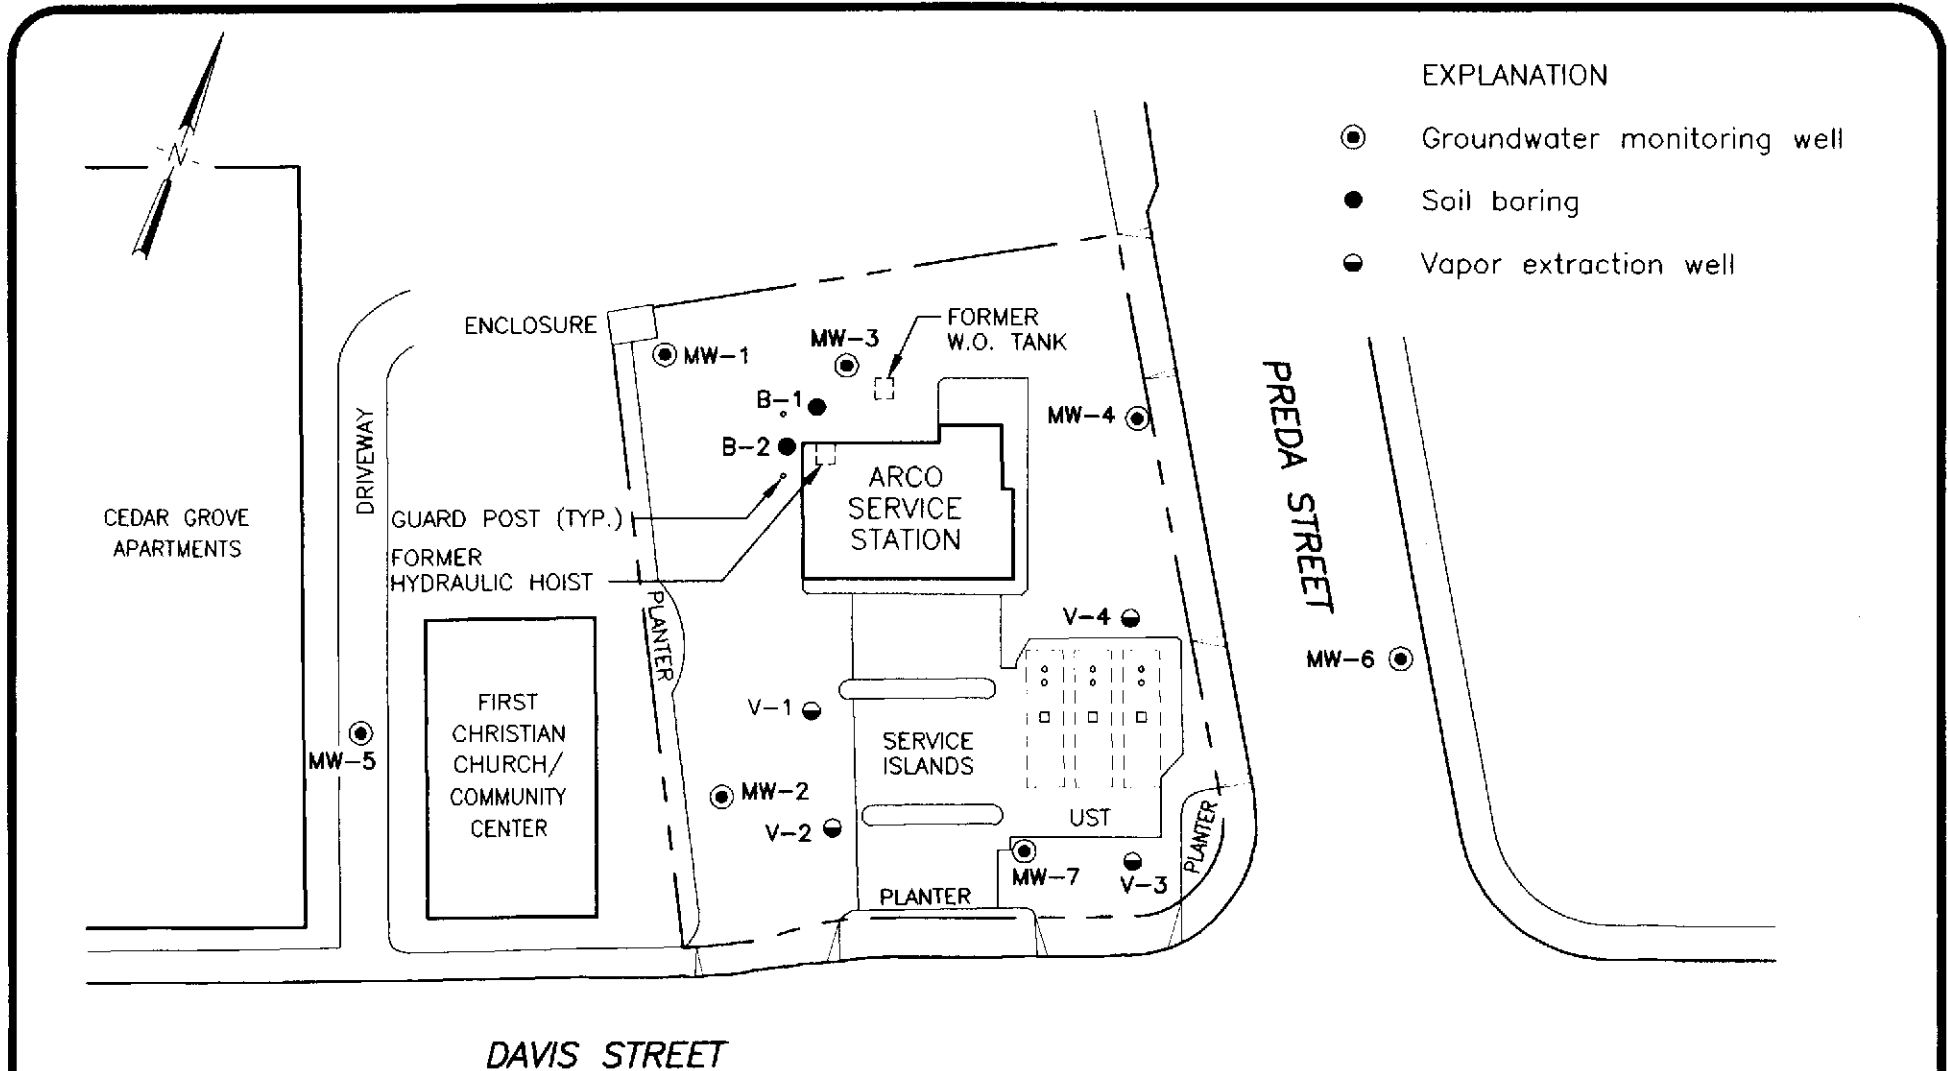 EXPLANATION
Groundwater monitoring well
Soil boring
Vapor extraction well
N
ENCLOSURE
MW-1
MW-3
FORMER
W.O. TANK
B-1
B-2
MW-4
DRIVEWAY
ARCO
SERVICE
STATION
PREDA STREET
CEDAR GROVE
APARTMENTS
GUARD POST (TYP.)
FORMER
HYDRAULIC HOIST
PLANTER
V-4
MW-6
FIRST
CHRISTIAN
CHURCH/
COMMUNITY
CENTER
V-1
SERVICE
ISLANDS
MW-5
MW-2
V-2
UST
PLANTER
MW-7
V-3
PLANTER
DAVIS STREET